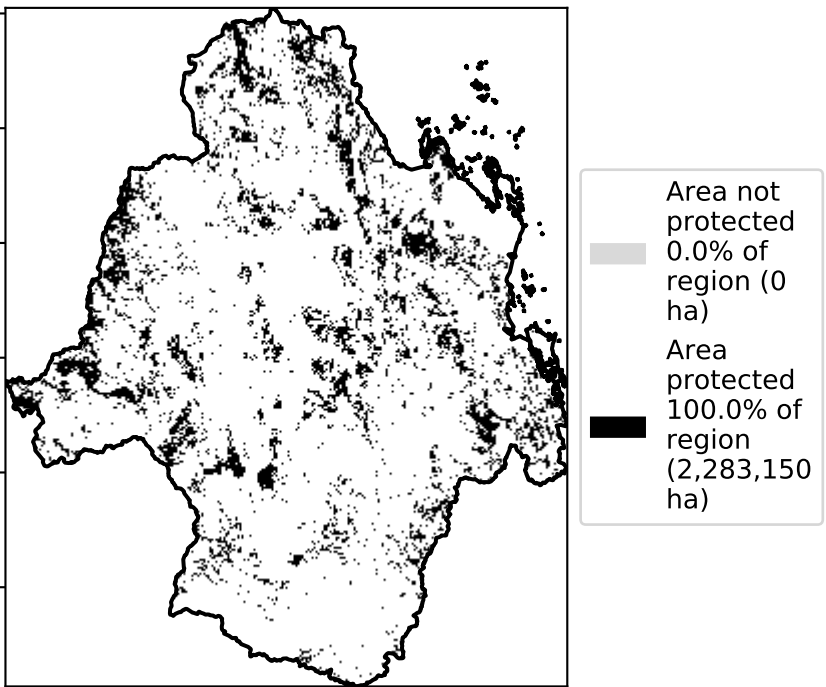 Area not
protected
0.0% of
region (0
ha)
Area
protected
100.0% of
region
(2,283,150
ha)